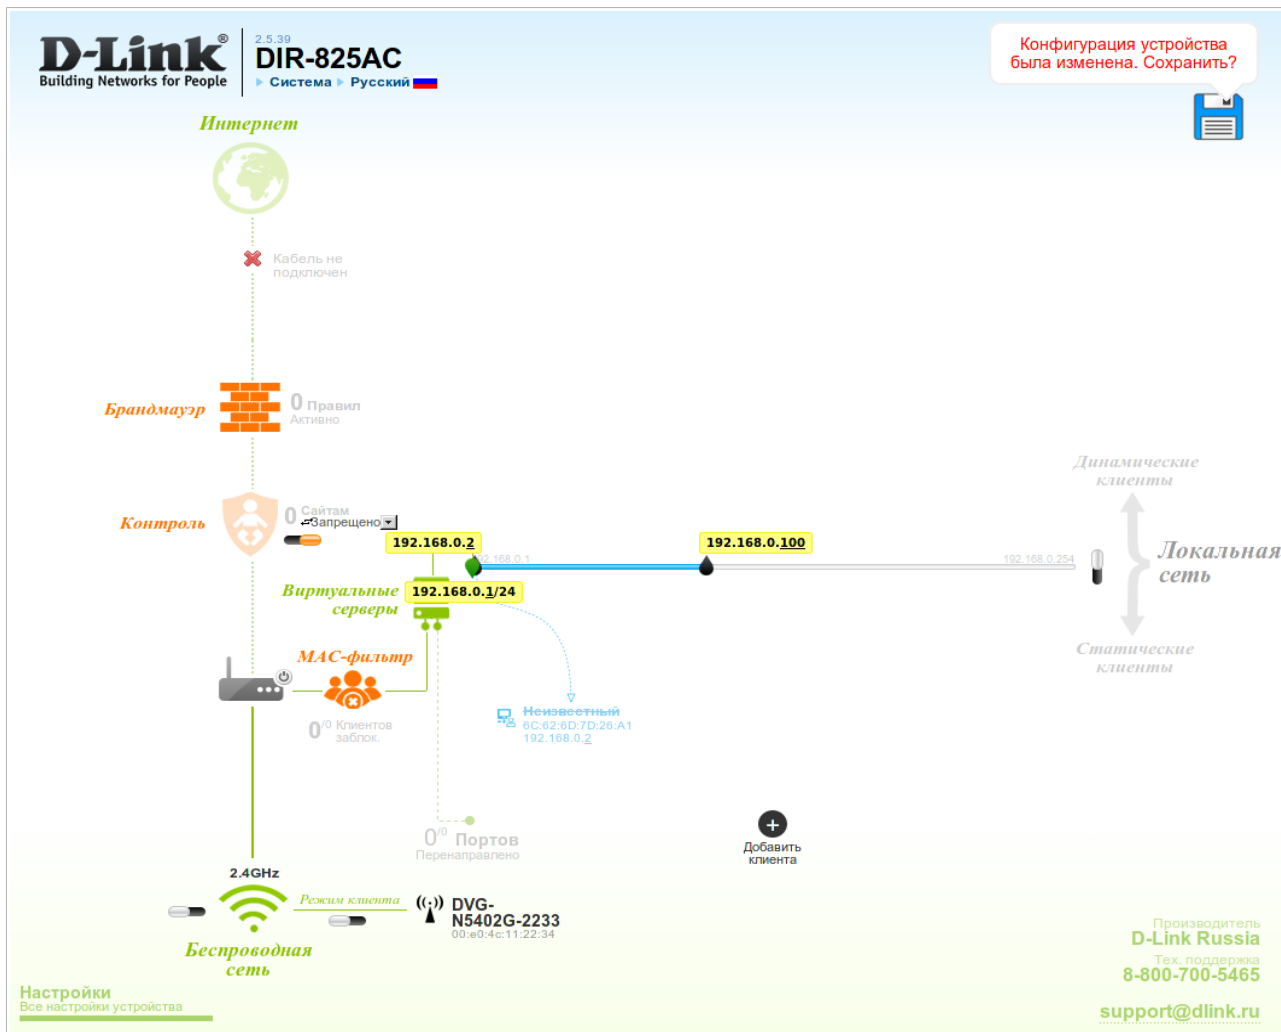 D-Link®
Building Networks for People
2.5.39
DIR-825AC
Система
Русский
Конфигурация устройства
была изменена. Сохранить?
Интернет
Кабель не
подключен
Брандмауэр
0 Правил
Активно
Контроль
0 Сайтам
Запрещено
192.168.0.2
192.168.0.100
192.168.0.1
192.168.0.254
192.168.0.1/24
Виртуальные
серверы
Динамические
клиенты
Локальная
сеть
Статические
клиенты
MAC-фильтр
0/0 Клиентов
заблок.
Неизвестный
6C:62:6D:7D:26:A1
192.168.0.2
0/0 Портов
Перенаправлено
Добавить
клиента
2.4GHz
Режим клиента
DVG-
N5402G-2233
00:e0:4c:11:22:34
Беспроводная
сеть
Настройки
Все настройки устройства
Производитель
D-Link Russia
Тех. поддержка
8-800-700-5465
support@dlink.ru